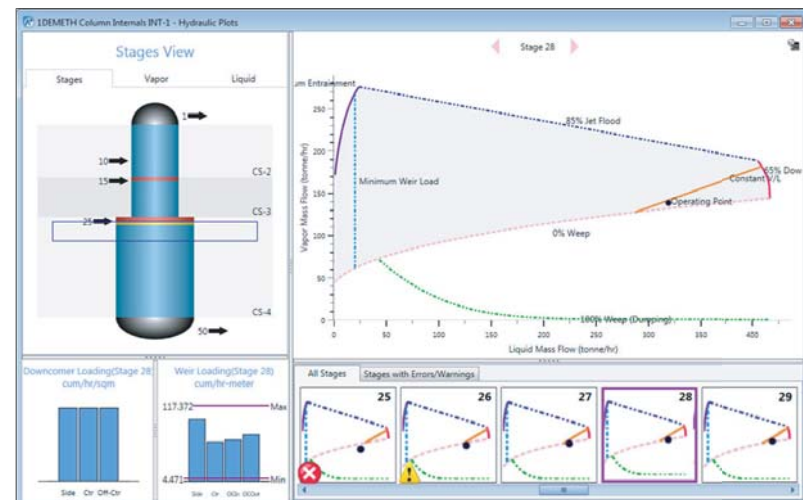 1DEMETH Column Internals INT-1 - Hydraulic Plots
Stages View
Stages Vapor Liquid
1
10
CS-2
15
CS-3
25
CS-4
50
Stage 28
um Entrainment
85% Jet Flood
65% Dow
Constant V/L
Minimum Weir Load
Operating Point
0% Weep
100% Weep (Dumping)
Vapor Mass Flow (tonne/hr)
250
200
150
100
50
0
0 50 100 150 200 250 300 350 400
Liquid Mass Flow (tonne/hr)
Downcomer Loading(Stage 28)
cum/hr/sqm
Side Ctr Off-Ctr
Weir Loading(Stage 28)
cum/hr-meter
117.372 Max
4.471 Min
Side Ctr OCIn OCOut
All Stages Stages with Errors/Warnings
25 26 27 28 29